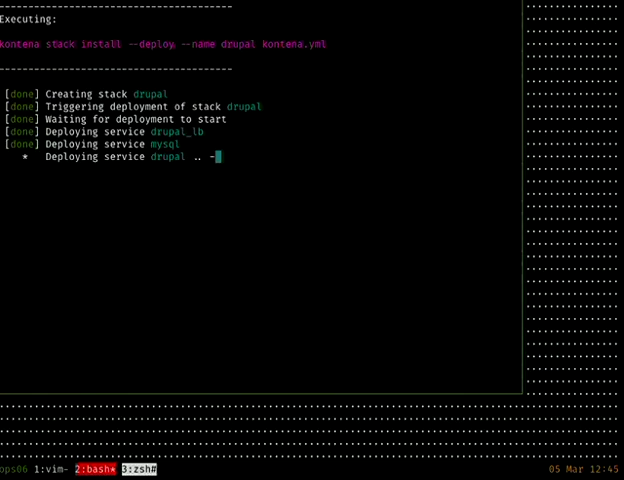 ----------------------------------------
Executing:
kontena stack install --deploy --name drupal kontena.yml
----------------------------------------
[done] Creating stack drupal
[done] Triggering deployment of stack drupal
[done] Waiting for deployment to start
[done] Deploying service drupal_lb
[done] Deploying service mysql
* Deploying service drupal .. -
ops06 1:vim- 2:bash* 3:zsh# 05 Mar 12:45